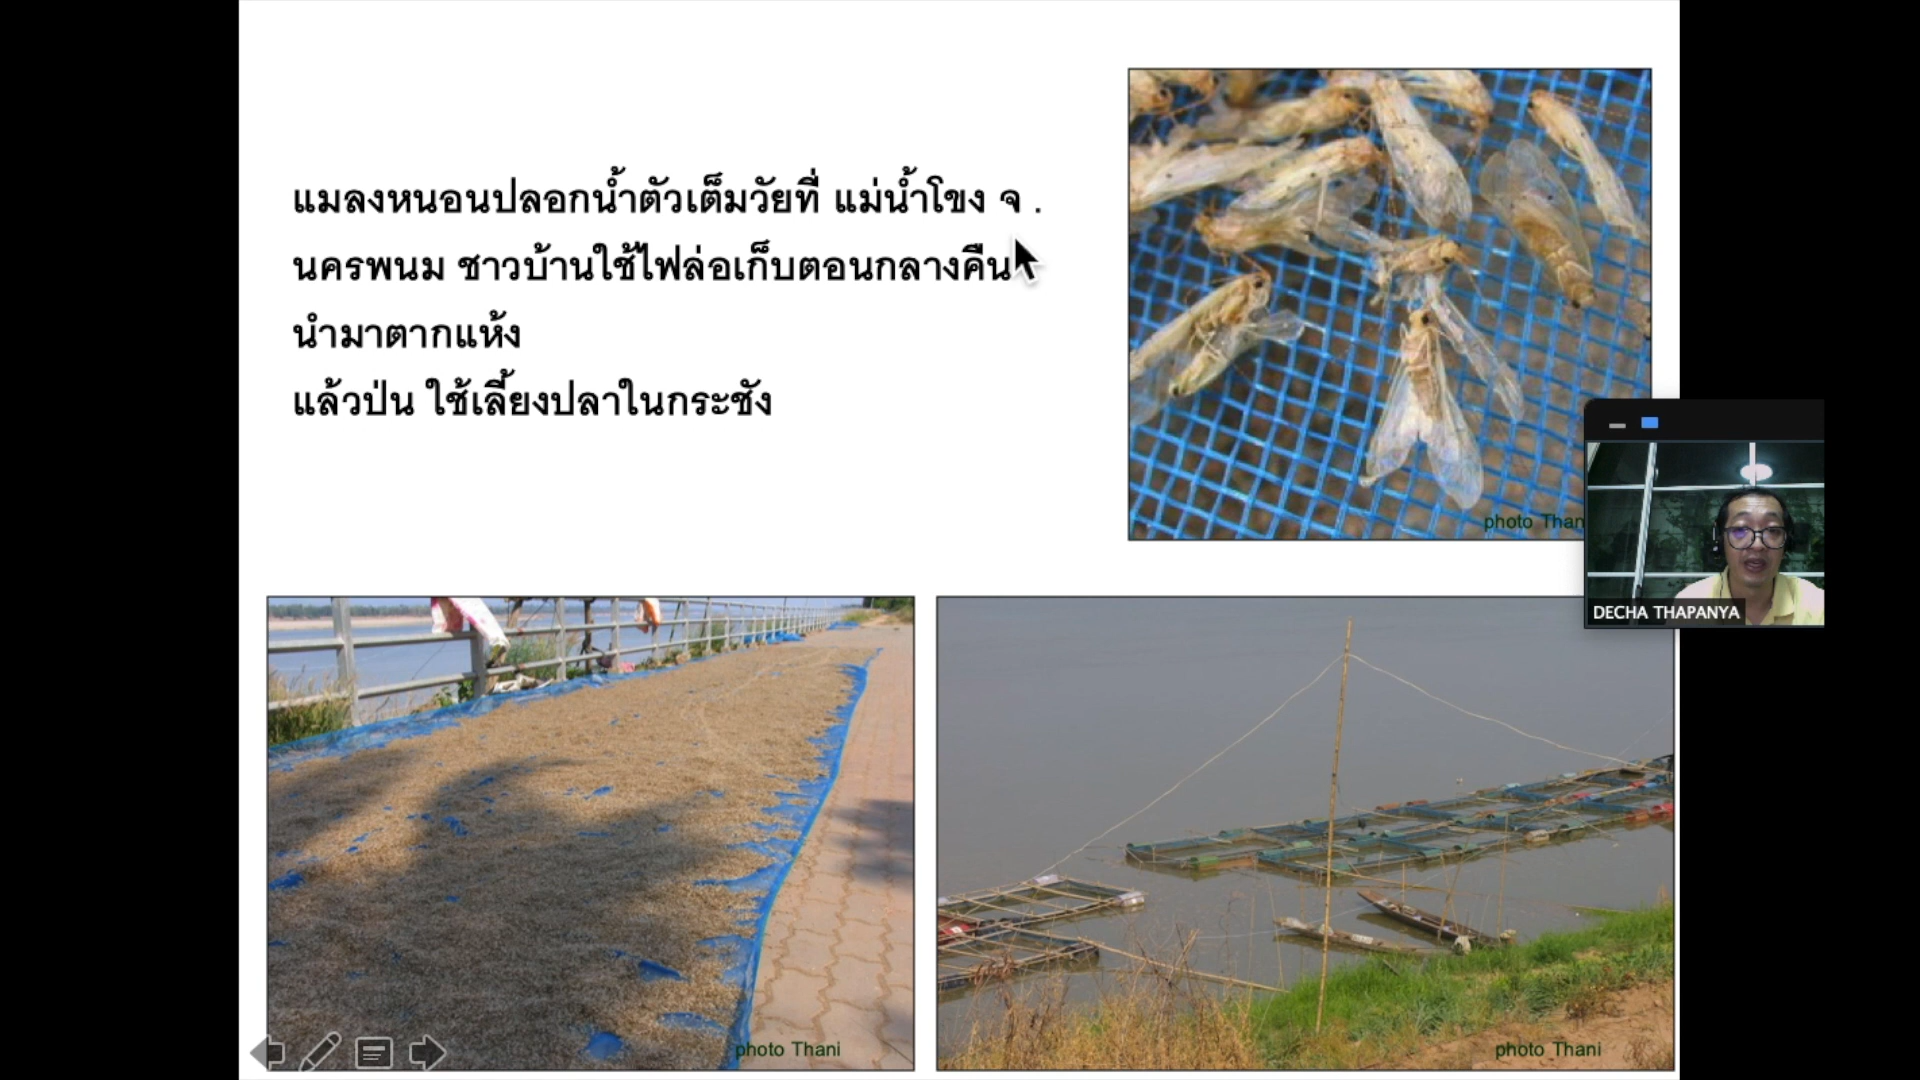 แมลงหนอนปลอกน้ำตัวเต็มวัยที่ แม่น้ำโขง จ .
นครพนม ชาวบ้านใช้ไฟล่อเก็บตอนกลางคืน
นำมาตากแห้ง
แล้วป่น ใช้เลี้ยงปลาในกระชัง
photo Than
DECHA THAPANYA
photo Thani
photo Thani